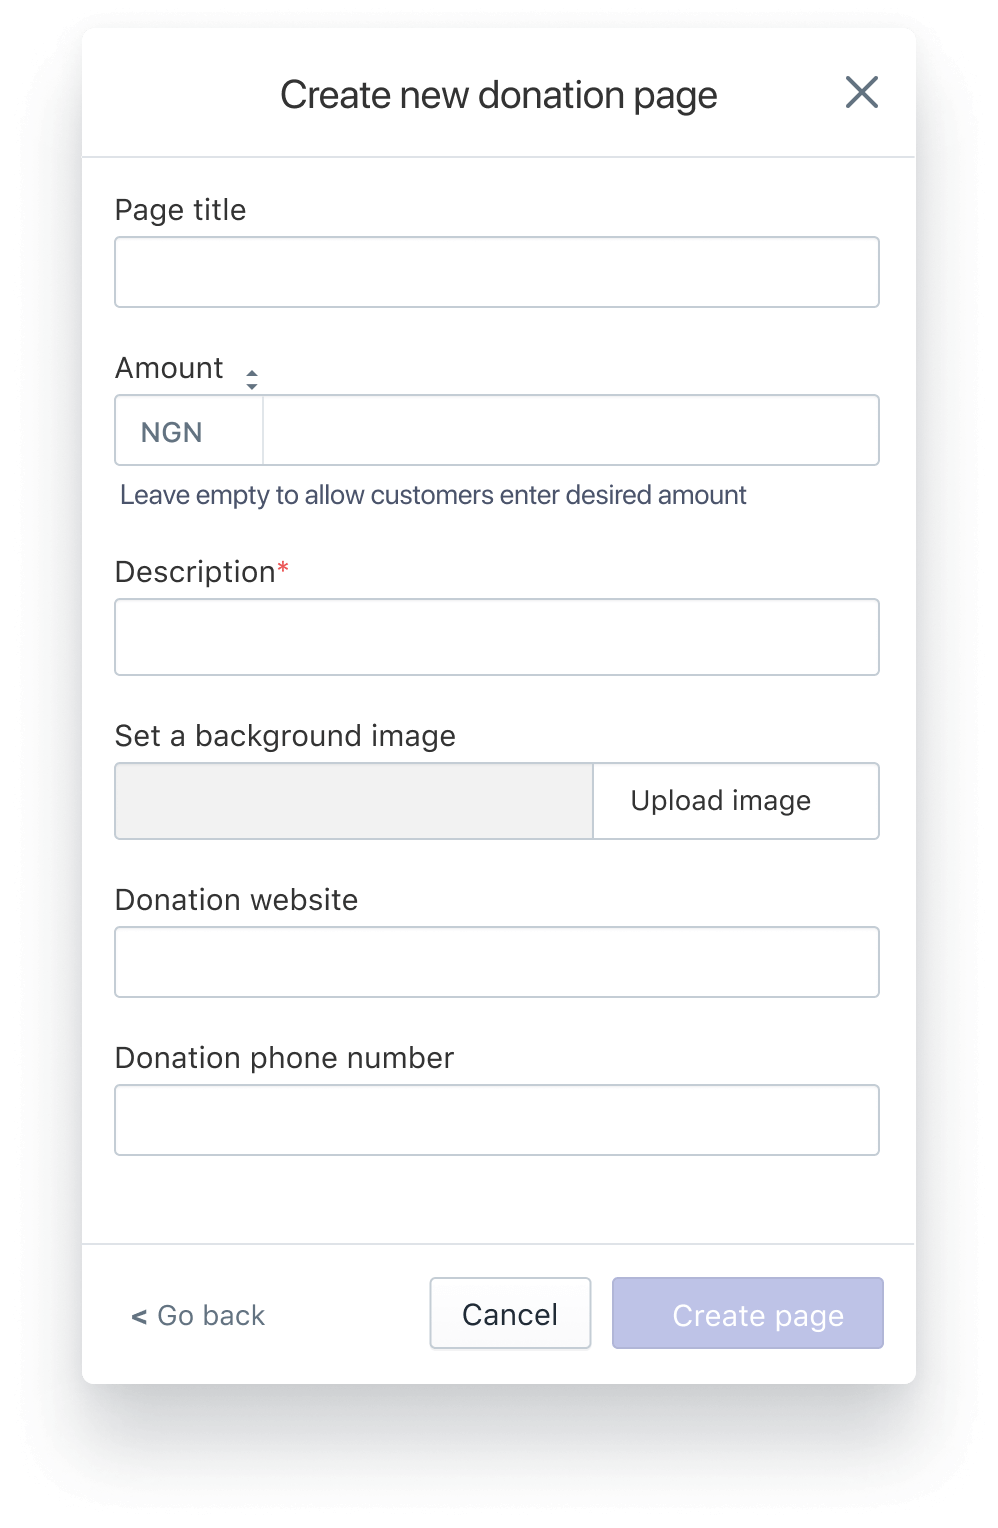 Create new donation page
Page title
Amount
NGN
Leave empty to allow customers enter desired amount
Description*
Set a background image
Upload image
Donation website
Donation phone number
< Go back
Cancel
Create page